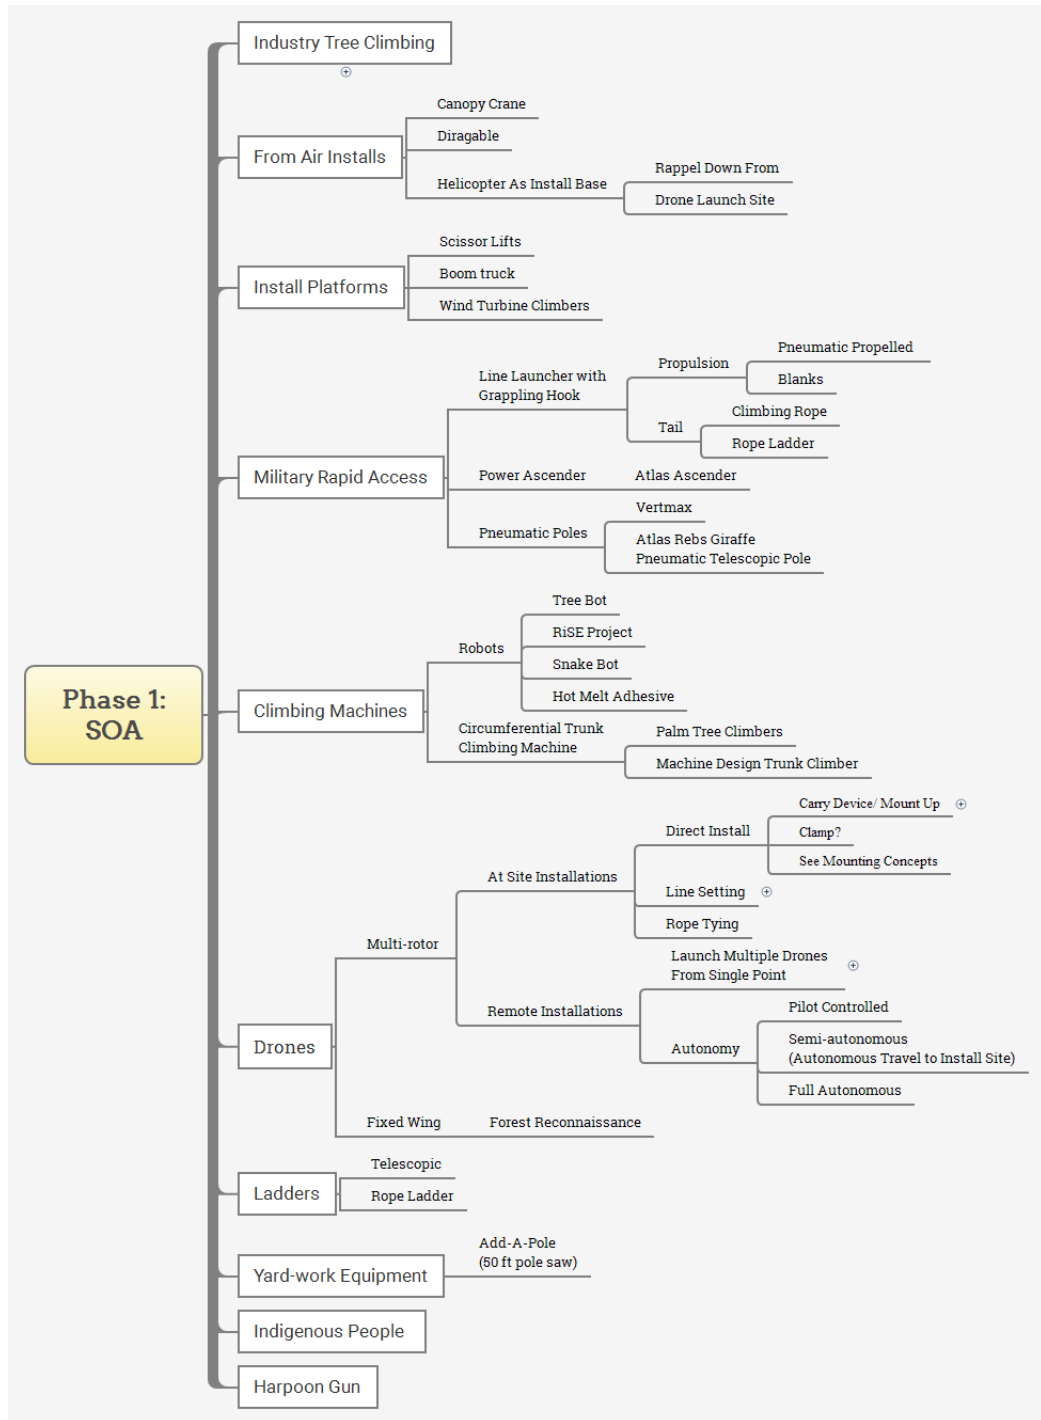 Phase 1:
SOA
Industry Tree Climbing
From Air Installs
Canopy Crane
Diragable
Helicopter As Install Base
Rappel Down From
Drone Launch Site
Install Platforms
Scissor Lifts
Boom truck
Wind Turbine Climbers
Military Rapid Access
Line Launcher with
Grappling Hook
Propulsion
Pneumatic Propelled
Blanks
Tail
Climbing Rope
Rope Ladder
Power Ascender
Atlas Ascender
Pneumatic Poles
Vertmax
Atlas Rebs Giraffe
Pneumatic Telescopic Pole
Climbing Machines
Robots
Tree Bot
RiSE Project
Snake Bot
Hot Melt Adhesive
Circumferential Trunk
Climbing Machine
Palm Tree Climbers
Machine Design Trunk Climber
Drones
Multi-rotor
At Site Installations
Direct Install
Carry Device/ Mount Up
Clamp?
See Mounting Concepts
Line Setting
Rope Tying
Remote Installations
Launch Multiple Drones
From Single Point
Autonomy
Pilot Controlled
Semi-autonomous
(Autonomous Travel to Install Site)
Full Autonomous
Fixed Wing
Forest Reconnaissance
Ladders
Telescopic
Rope Ladder
Yard-work Equipment
Add-A-Pole
(50 ft pole saw)
Indigenous People
Harpoon Gun